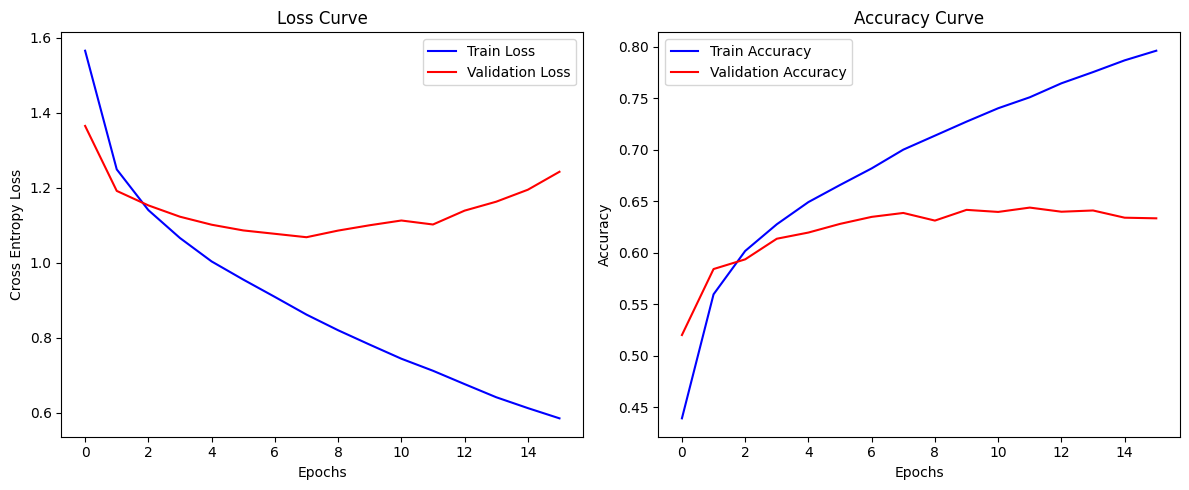 Loss Curve
1.6
1.4
1.2
1.0
0.8
0.6
Cross Entropy Loss
Train Loss
Validation Loss
0 2 4 6 8 10 12 14
Epochs
Accuracy Curve
0.80
0.75
0.70
0.65
0.60
0.55
0.50
0.45
Accuracy
Train Accuracy
Validation Accuracy
0 2 4 6 8 10 12 14
Epochs